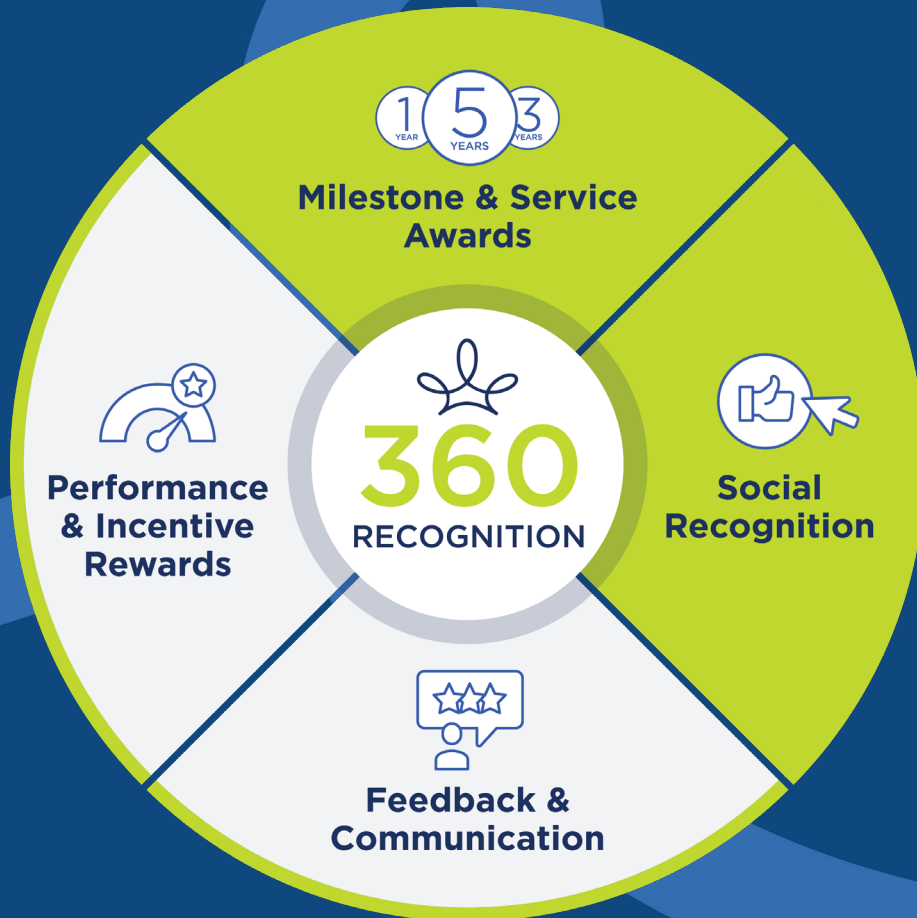 1 5 3
YEAR YEARS YEARS
Milestone & Service
Awards
Performance
& Incentive
Rewards
360
RECOGNITION
Social
Recognition
Feedback &
Communication